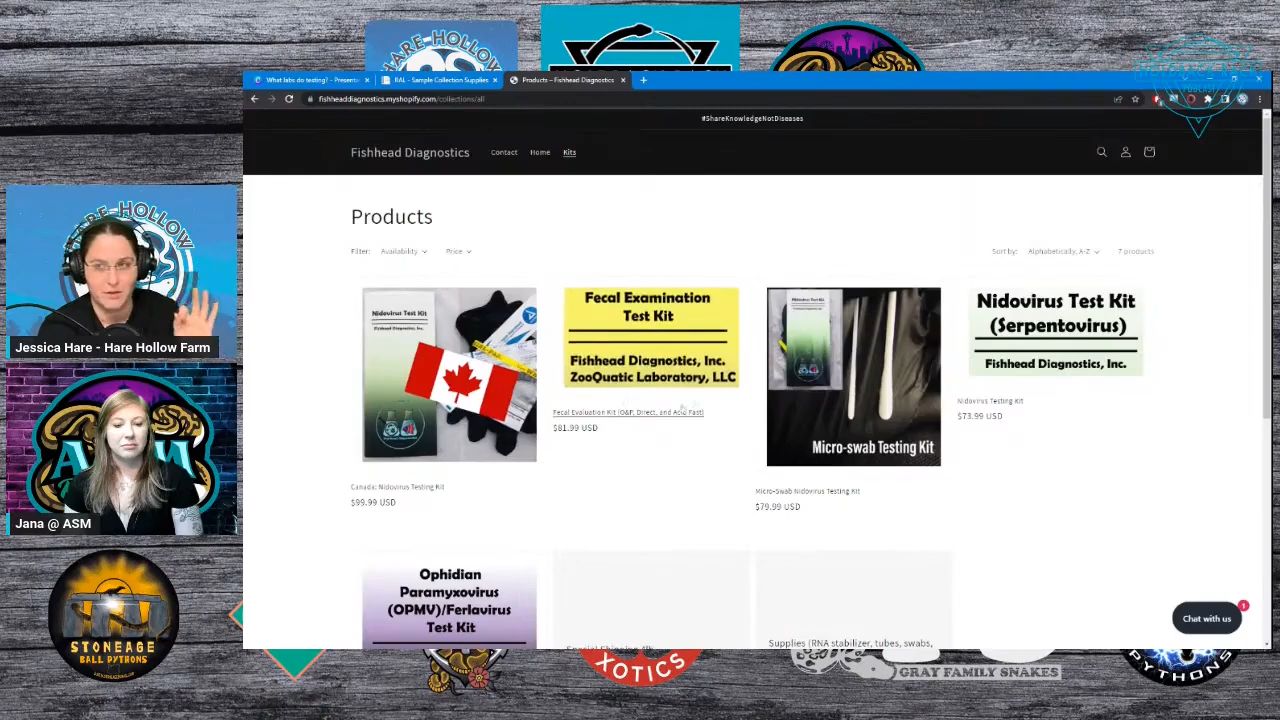 HARE-HOLLOW
PODCAST
What labs do testing? - Present
RAL - Sample Collection Supplies
Products – Fishhead Diagnostics
fishheaddiagnostics.myshopify.com/collections/all
#ShareKnowledgeNotDiseases
Fishhead Diagnostics
Contact
Home
Kits
Products
Filter:
Availability
Price
Sort by:
Alphabetically, A-Z
7 products
Nidovirus Test Kit
Fishhead Diagnostics, Inc.
Canada: Nidovirus Testing Kit
$99.99 USD
Fecal Examination
Test Kit
Fishhead Diagnostics, Inc.
ZooQuatic Laboratory, LLC
Fecal Evaluation Kit (O&P, Direct, and Acid Fast)
$81.99 USD
Micro-swab Testing Kit
Micro-Swab Nidovirus Testing Kit
$79.99 USD
Nidovirus Test Kit
(Serpentovirus)
Fishhead Diagnostics, Inc.
Nidovirus Testing Kit
$73.99 USD
Ophidian
Paramyxovirus
(OPMV)/Ferlavirus
Test Kit
Supplies (RNA stabilizer, tubes, swabs,
Chat with us
1
HARE-HOLLOW
Jessica Hare - Hare Hollow Farm
Jana @ ASM
STONEAGE
BALL PYTHONS
XOTICS
GRAY FAMILY SNAKES
PYTHONS